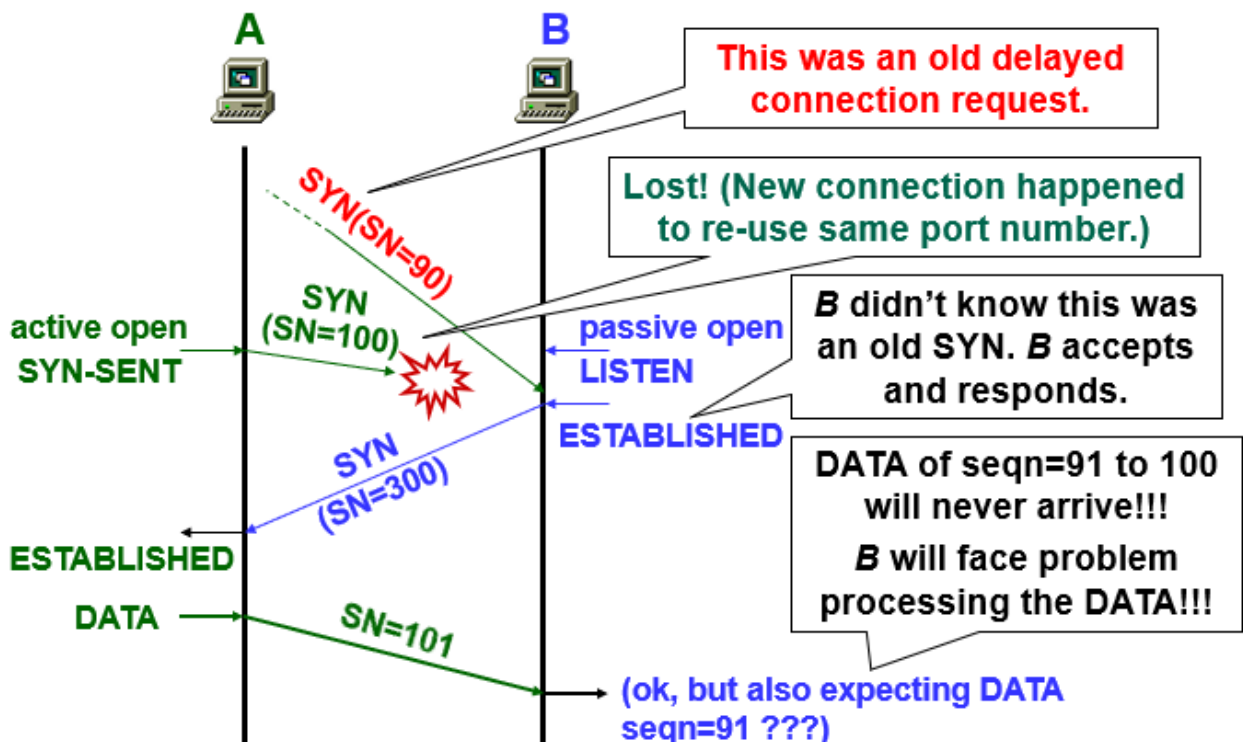 A
B
This was an old delayed
connection request.
SYN(SN=90)
Lost! (New connection happened
to re-use same port number.)
SYN
(SN=100)
active open
SYN-SENT
passive open
LISTEN
B didn’t know this was
an old SYN. B accepts
and responds.
ESTABLISHED
SYN
(SN=300)
DATA of seqn=91 to 100
will never arrive!!!
B will face problem
processing the DATA!!!
ESTABLISHED
DATA
SN=101
(ok, but also expecting DATA
seqn=91 ???)